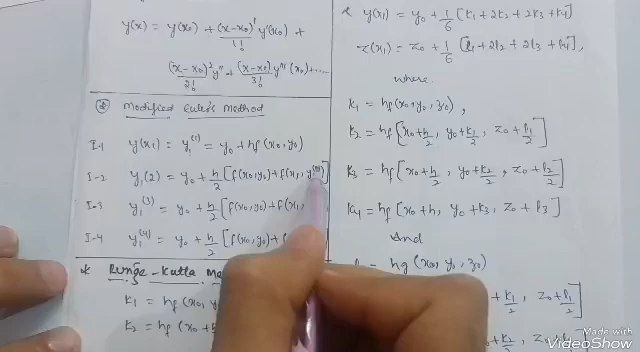 y(x) = y(x0) + (x-x0)¹/1! y'(x0) +
(x-x0)²/2! y'' + (x-x0)/3! y''' (x0) + ....
Modified Euler's Method
I-1 y(x1) = y1^(1) = y0 + hf(x0, y0)
I-2 y1(2) = y0 + h/2 [f(x0, y0) + f(x1, y1^(1))]
I-3 y1^(3) = y0 + h/2 [f(x0, y0) + f(x1,
I-4 y1^(4) = y0 + h/2 [f(x0, y0) +
* Runge-Kutta Me
K1 = hf(x0, y
K2 = hf(x0 +
y(x1) = y0 + 1/6 [K1 + 2K2 + 2K3 + K4]
z(x1) = z0 + 1/6 [l1 + 2l2 + 2l3 + l4]
where.
K1 = hf(x0, y0, z0),
K2 = hf[x0 + h/2, y0 + K1/2, z0 + l1/2]
K3 = hf[x0 + h/2, y0 + K2/2, z0 + l2/2]
K4 = hf[x0 + h, y0 + K3, z0 + l3]
And
= hg(x0, y0, z0)
+ K1/2, z0 + l1/2]
+ K2/2, z0 +
Made with
VideoShow